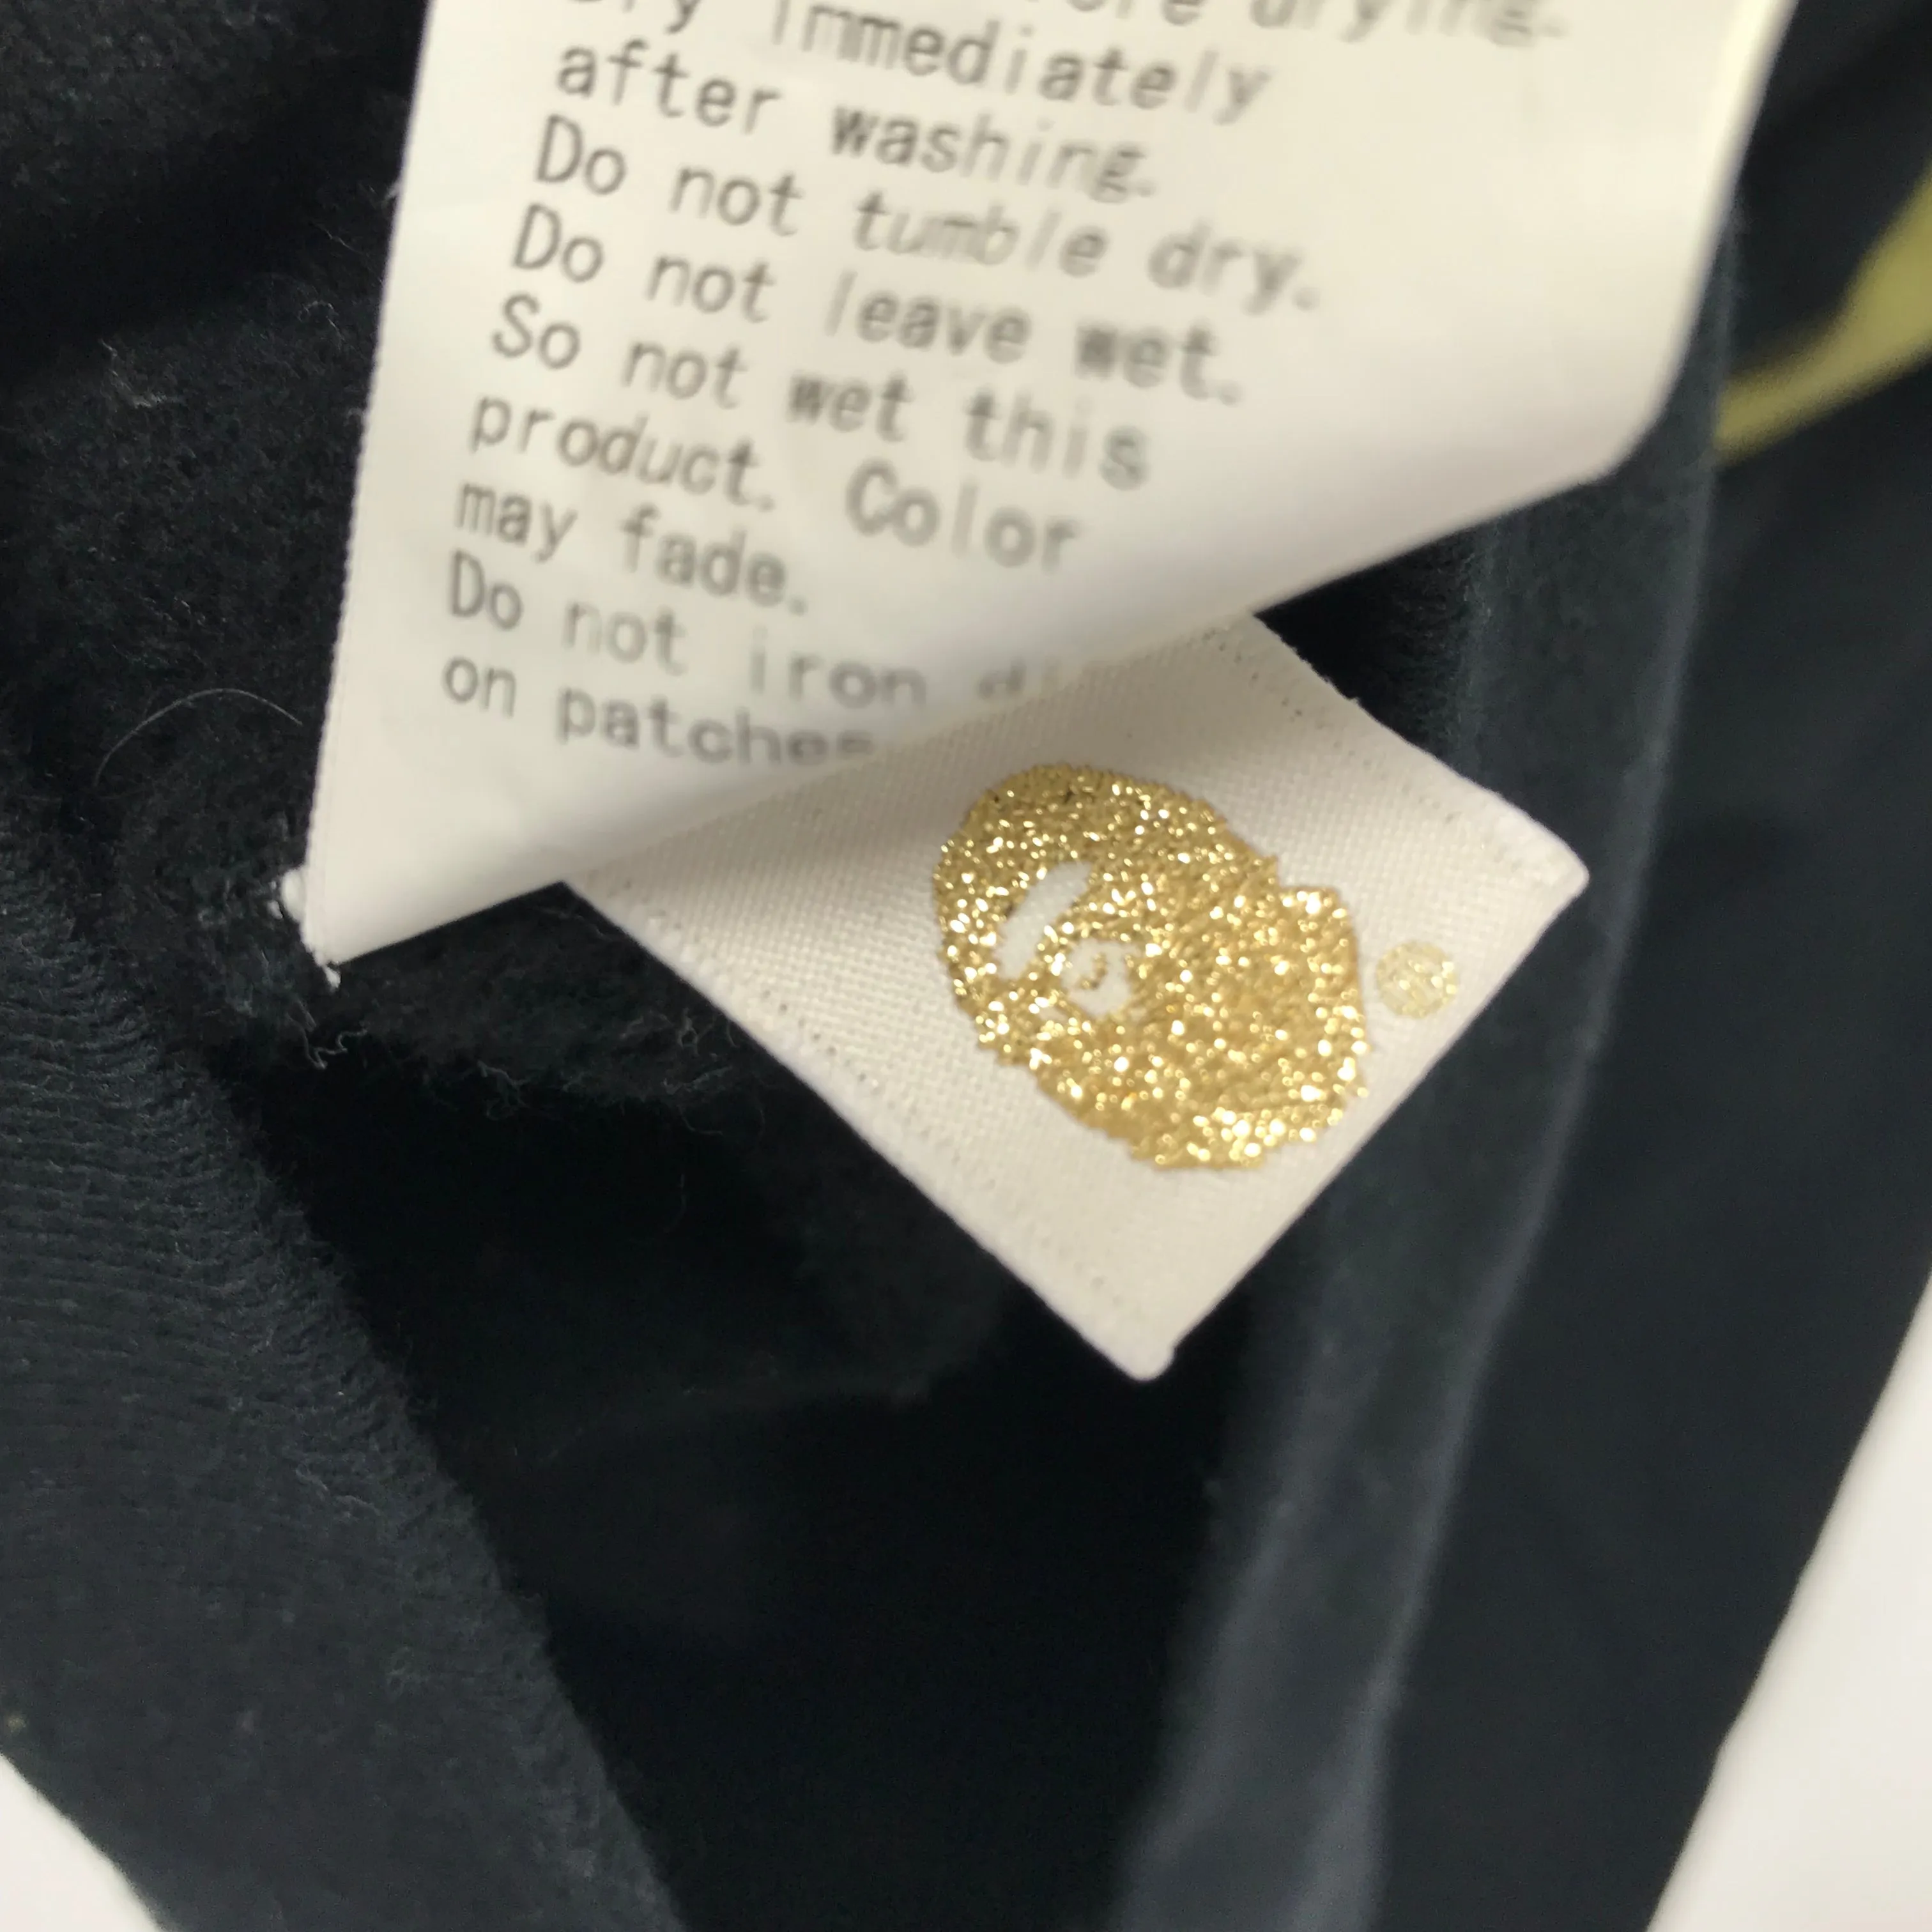 drying.
Dry immediately
after washing.
Do not tumble dry.
Do not leave wet.
So not wet this
product. Color
may fade.
Do not iron
on patches